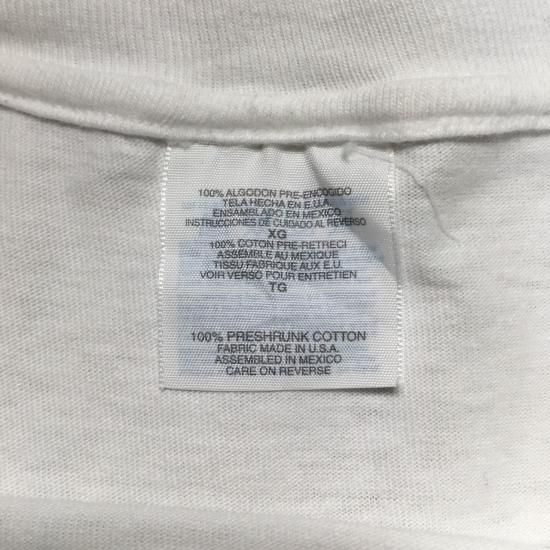 100% ALGODON PRE-ENCOGIDO
TELA HECHA EN E.U.A.
ENSAMBLADO EN MEXICO
INSTRUCCIONES DE CUIDADO AL REVERSO
XG
100% COTON PRE-RETRECI
ASSEMBLE AU MEXIQUE
TISSU FABRIQUE AUX E.U.
VOIR VERSO POUR ENTRETIEN
TG
100% PRESHRUNK COTTON
FABRIC MADE IN U.S.A.
ASSEMBLED IN MEXICO
CARE ON REVERSE